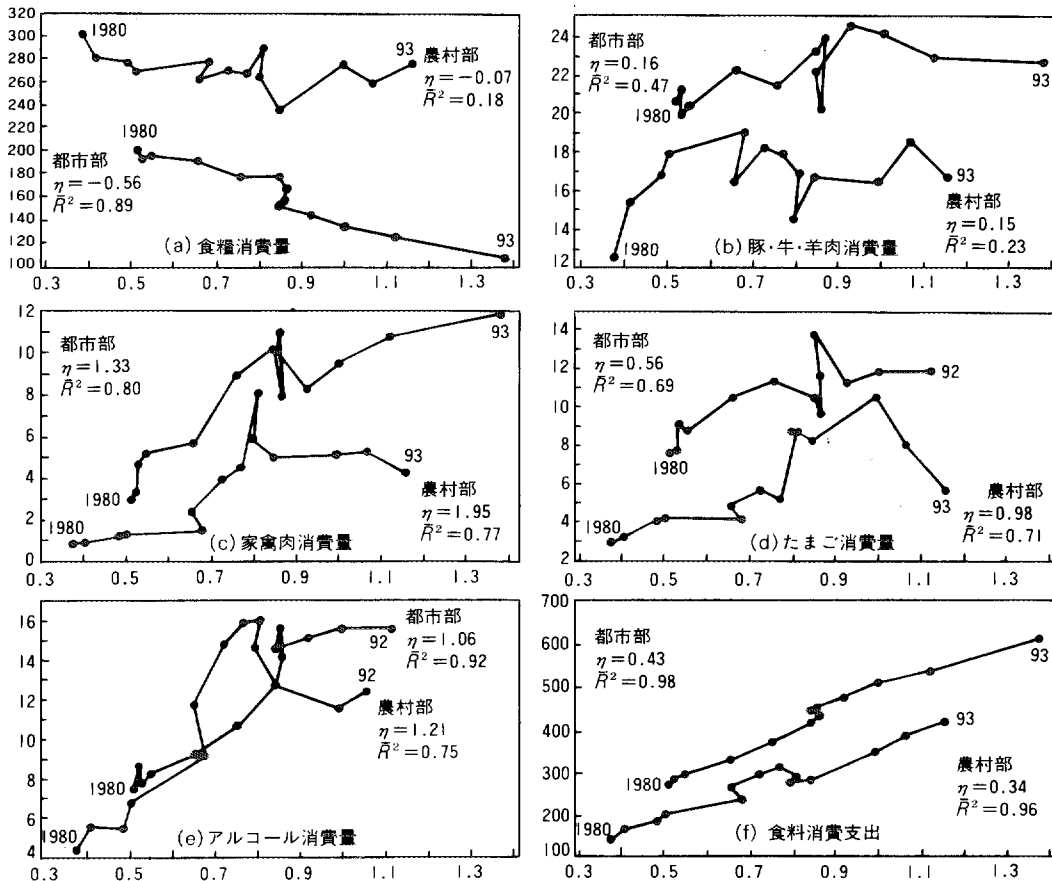 320
300
280
260
240
220
200
180
160
140
120
100
1980
93
農村部
η=−0.07
R̄²=0.18
1980
都市部
η=−0.56
R̄²=0.89
93
(a)食糧消費量
0.3 0.5 0.7 0.9 1.1 1.3
24
22
20
18
16
14
12
都市部
η=0.16
R̄²=0.47
1980
93
93
農村部
η=0.15
R̄²=0.23
1980
(b)豚・牛・羊肉消費量
0.3 0.5 0.7 0.9 1.1 1.3
12
10
8
6
4
2
0
都市部
η=1.33
R̄²=0.80
93
1980
93
農村部
η=1.95
R̄²=0.77
1980
(c)家禽肉消費量
0.3 0.5 0.7 0.9 1.1 1.3
14
12
10
8
6
4
2
都市部
η=0.56
R̄²=0.69
92
1980
93
農村部
η=0.98
R̄²=0.71
1980
(d)たまご消費量
0.3 0.5 0.7 0.9 1.1 1.3
16
14
12
10
8
6
4
92
都市部
η=1.06
R̄²=0.92
92
農村部
η=1.21
R̄²=0.75
1980
1980
(e)アルコール消費量
0.3 0.5 0.7 0.9 1.1 1.3
700
600
500
400
300
200
100
都市部
η=0.43
R̄²=0.98
93
93
1980
農村部
η=0.34
R̄²=0.96
1980
(f)食料消費支出
0.3 0.5 0.7 0.9 1.1 1.3